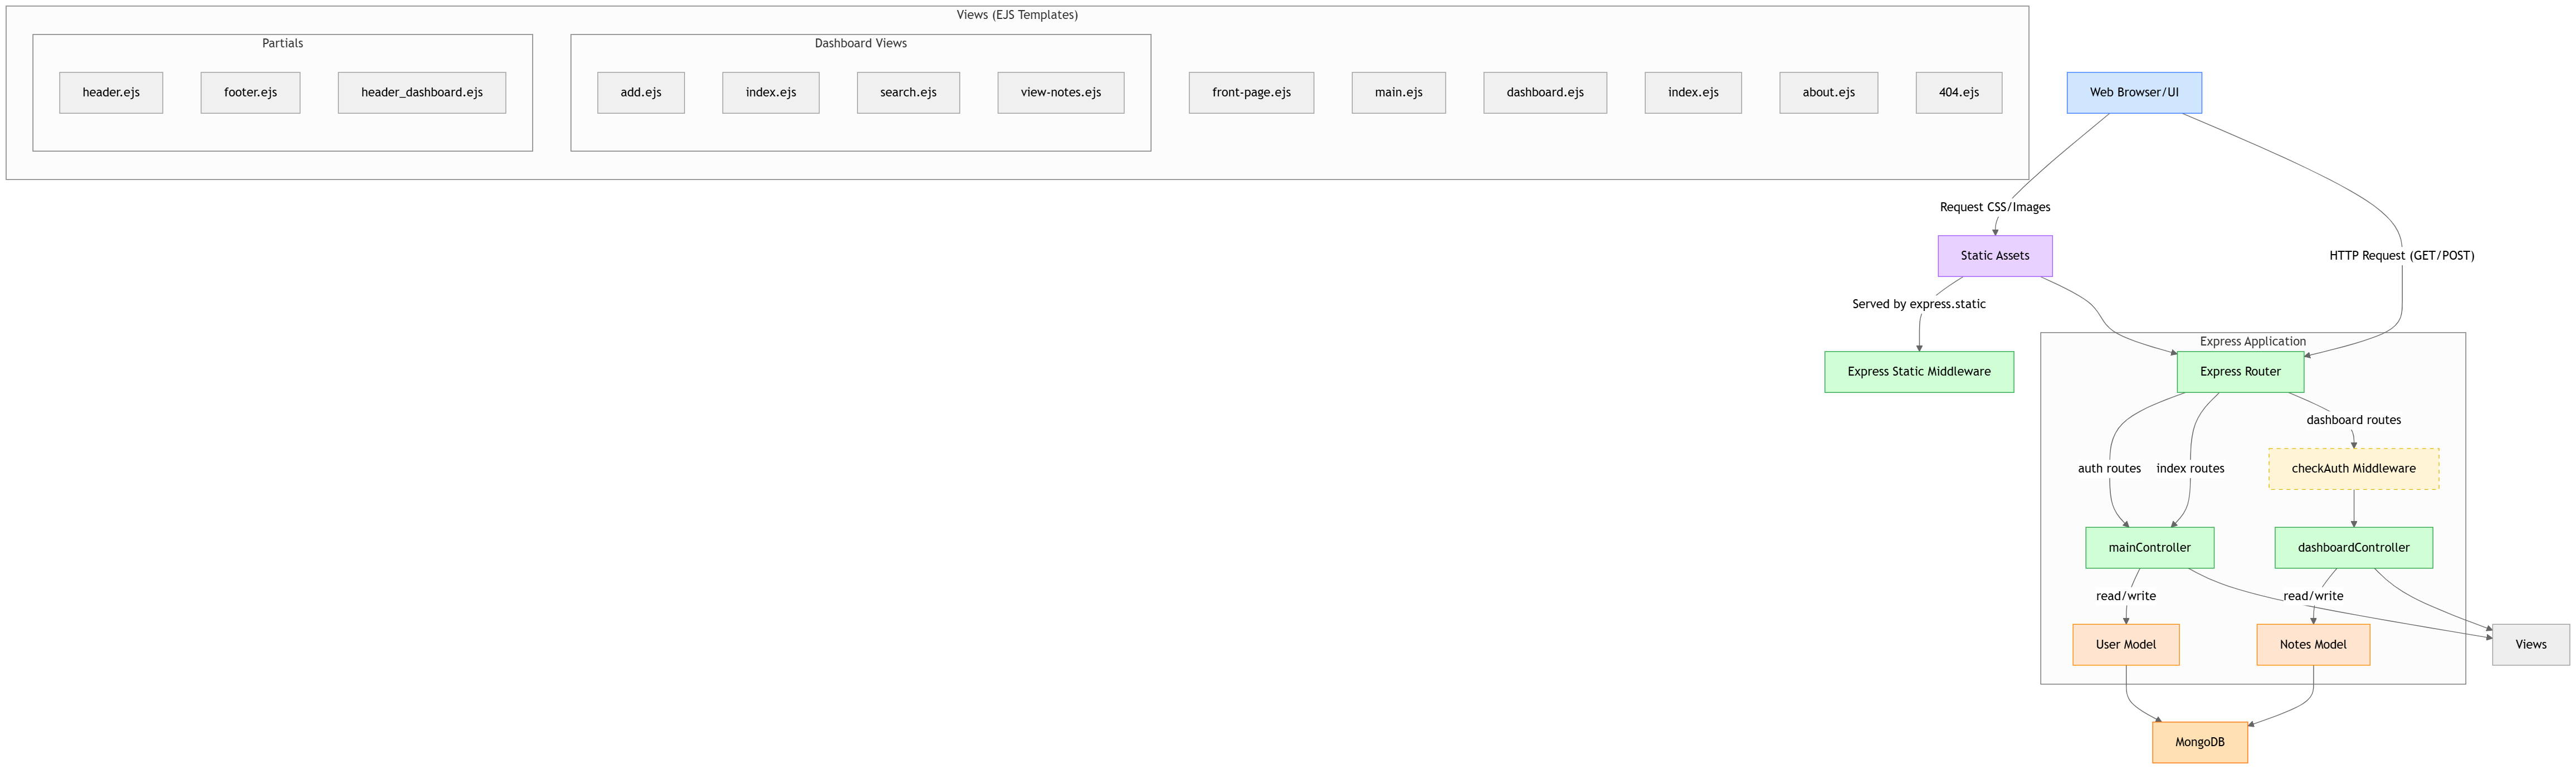 Views (EJS Templates)
Partials
Dashboard Views
header.ejs
footer.ejs
header_dashboard.ejs
add.ejs
index.ejs
search.ejs
view-notes.ejs
front-page.ejs
main.ejs
dashboard.ejs
index.ejs
about.ejs
404.ejs
Web Browser/UI
Request CSS/Images
Static Assets
HTTP Request (GET/POST)
Served by express.static
Express Application
Express Static Middleware
Express Router
dashboard routes
auth routes
index routes
checkAuth Middleware
mainController
dashboardController
read/write
read/write
User Model
Notes Model
Views
MongoDB